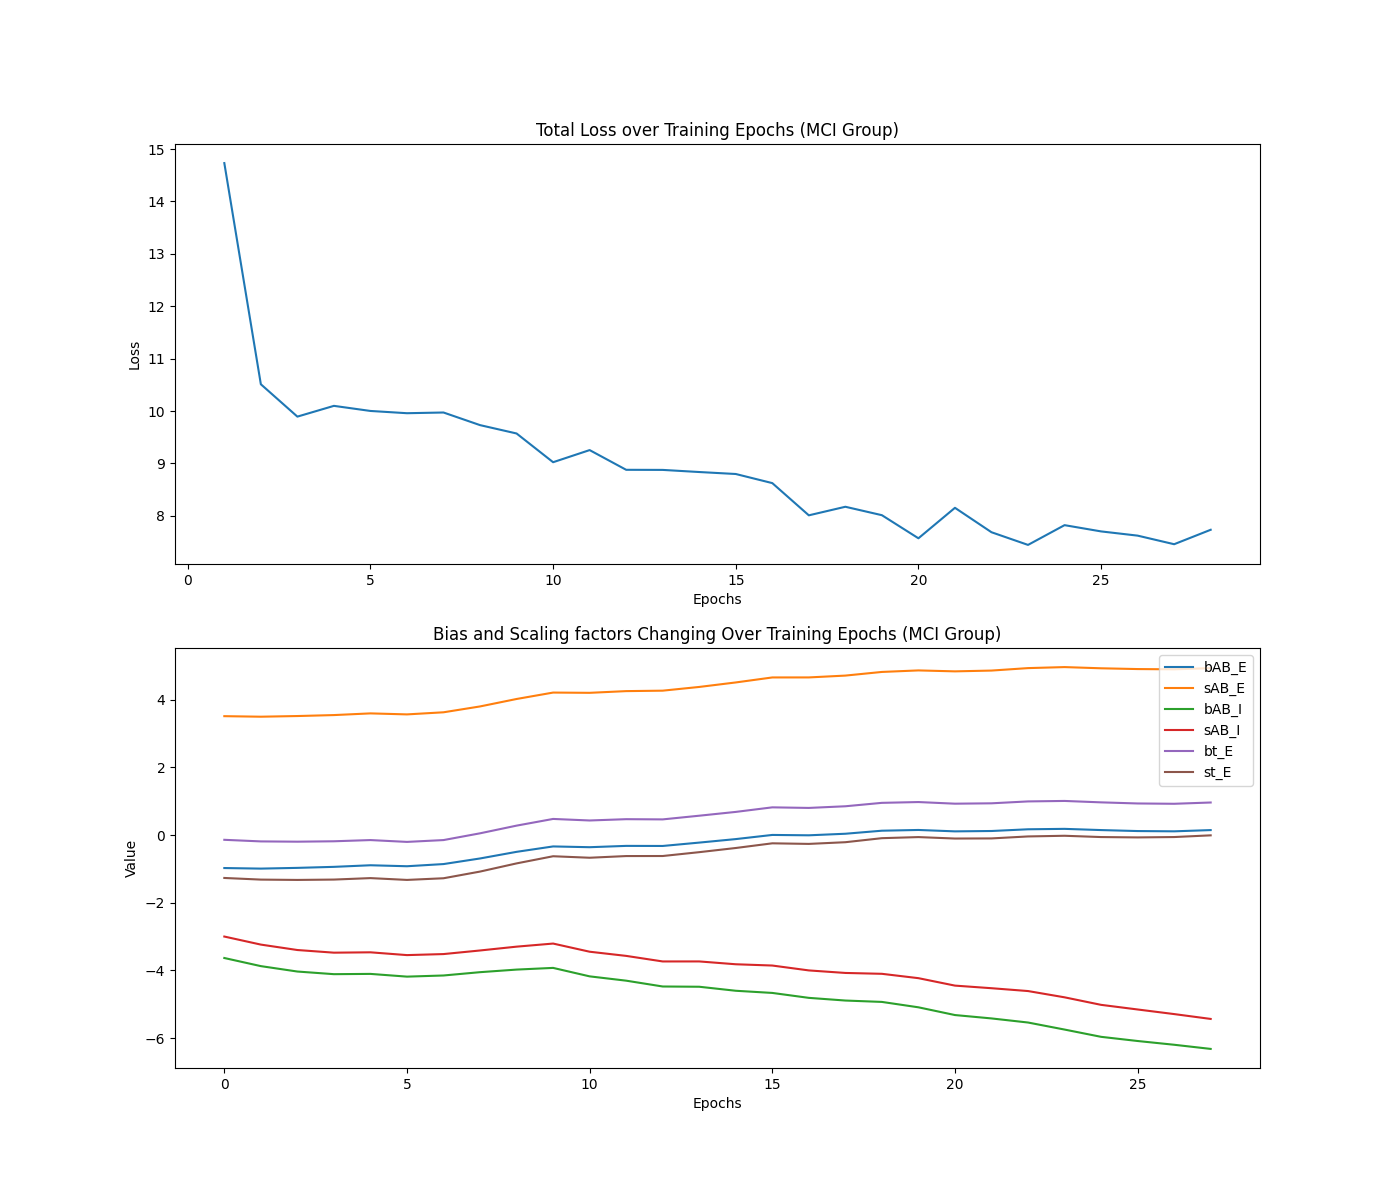 Total Loss over Training Epochs (MCI Group)
15
14
13
12
11
10
9
8
Loss
0 5 10 15 20 25
Epochs
Bias and Scaling factors Changing Over Training Epochs (MCI Group)
4
2
0
−2
−4
−6
Value
bAB_E
sAB_E
bAB_I
sAB_I
bt_E
st_E
0 5 10 15 20 25
Epochs